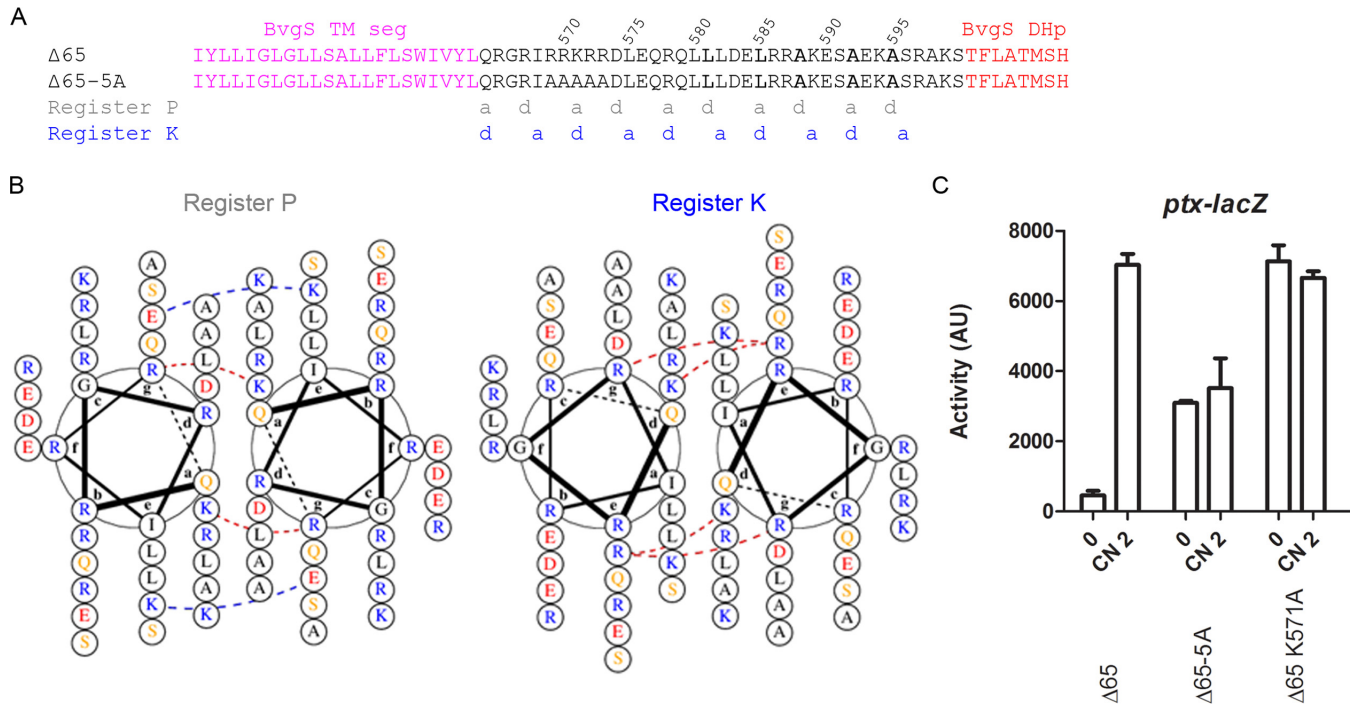 A
BvgS TM seg
570 575 580 585 590 595
BvgS DHp
Δ65 IYLLIGLGLLSALLFLSWIVYLQRGRIRRKRRDLEQRQLLLDELRRAKESAEKASRAKSTFLATMSH
Δ65-5A IYLLIGLGLLSALLFLSWIVYLQRGRIAAAAADLEQRQLLLDELRRAKESAEKASRAKSTFLATMSH
Register P a d a d a d a d a d
Register K d a d a d a d a d a
B
Register P
K R L R G c
A S E Q R g
A A L D R d
R E D E R f
Q K R L A K a
R R Q R E S b
I L L K S e
K A L R K Q a
S K L L I e
S E R Q R R b
R E D E R f
R D L A A d
R Q E S A g
G R L R K c
Register K
K R L R G f
A S E Q R c
A A L D R g
K A L R K Q d
R E D E R b
R R Q R E S e
I L L K S a
S K L L I a
S E R Q R R e
R E D E R b
G R L R K f
Q K R L A K d
R D L A A g
R Q E S A c
C
ptx-lacZ
Activity (AU)
8000
6000
4000
2000
0
0 CN 2 0 CN 2 0 CN 2
Δ65
Δ65-5A
Δ65 K571A